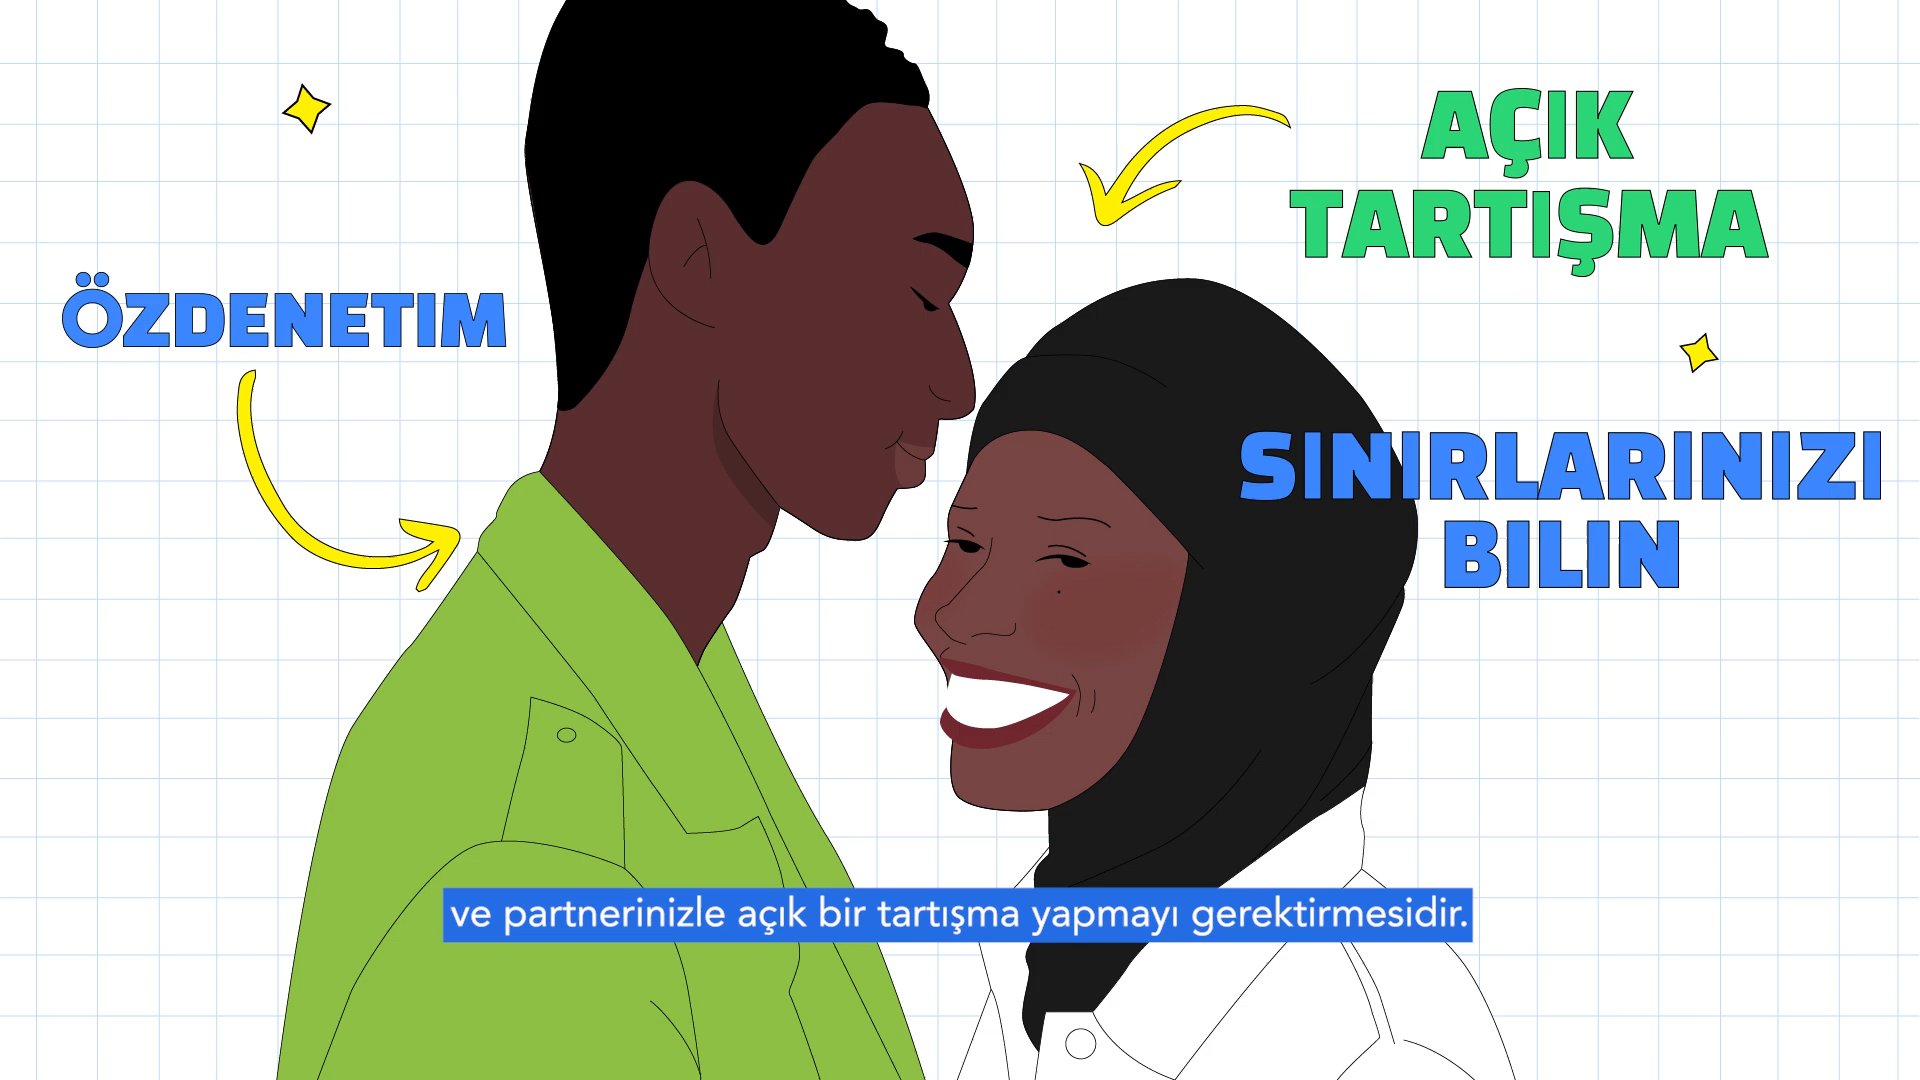 AÇIK
TARTIŞMA
ÖZDENETIM
SINIRLARINIZI
BILIN
ve partnerinizle açık bir tartışma yapmayı gerektirmesidir.